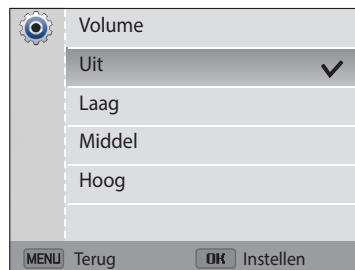 Volume
Uit
Laag
Middel
Hoog
MENU Terug OK Instellen